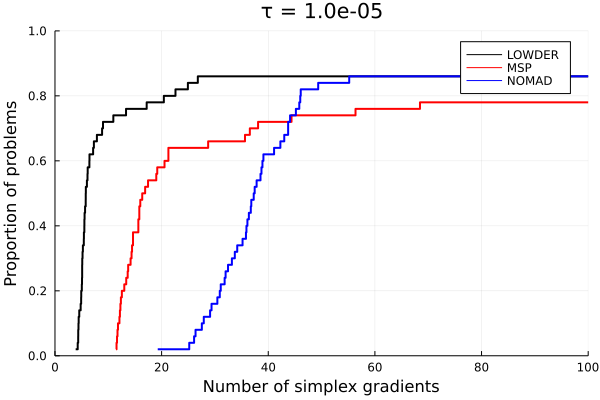 τ = 1.0e-05
1.0
0.8
0.6
0.4
0.2
0.0
Proportion of problems
LOWDER
MSP
NOMAD
0 20 40 60 80 100
Number of simplex gradients